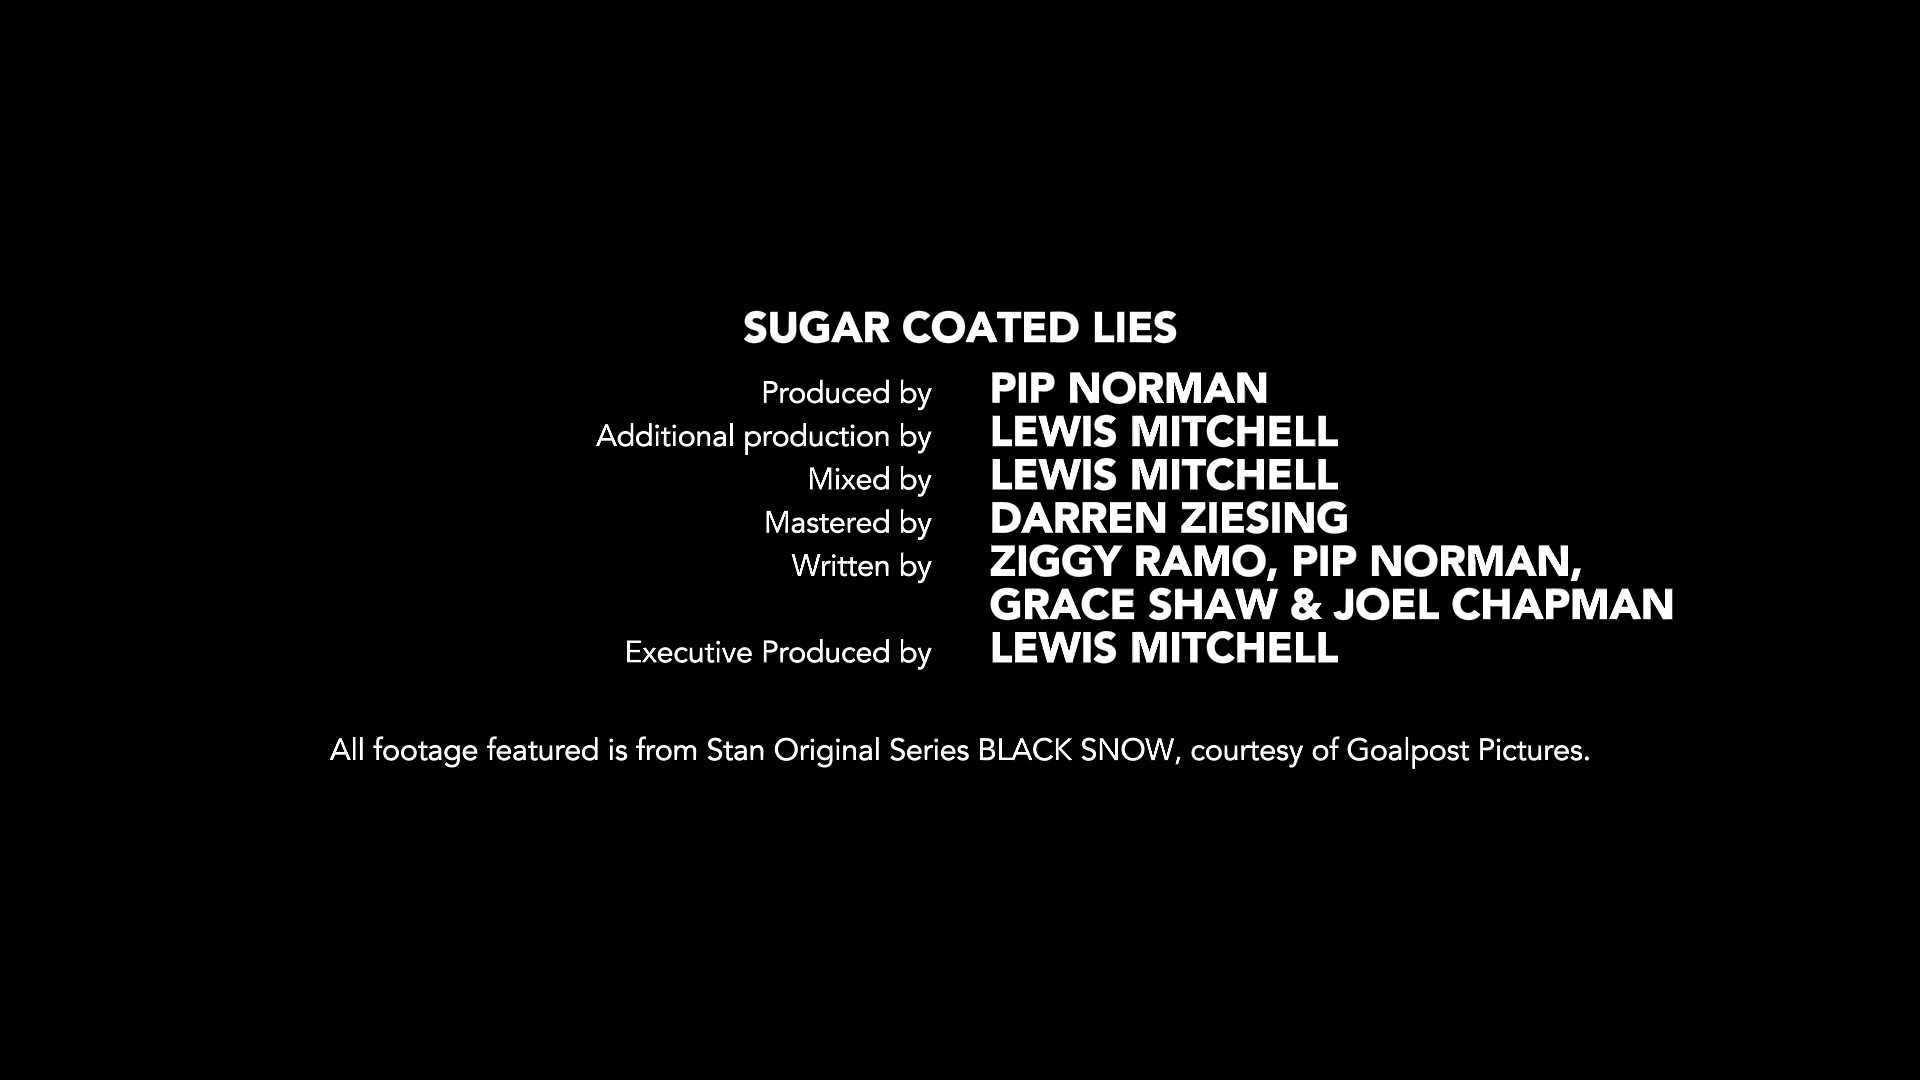 SUGAR COATED LIES
Produced by PIP NORMAN
Additional production by LEWIS MITCHELL
Mixed by LEWIS MITCHELL
Mastered by DARREN ZIESING
Written by ZIGGY RAMO, PIP NORMAN,
GRACE SHAW & JOEL CHAPMAN
Executive Produced by LEWIS MITCHELL
All footage featured is from Stan Original Series BLACK SNOW, courtesy of Goalpost Pictures.